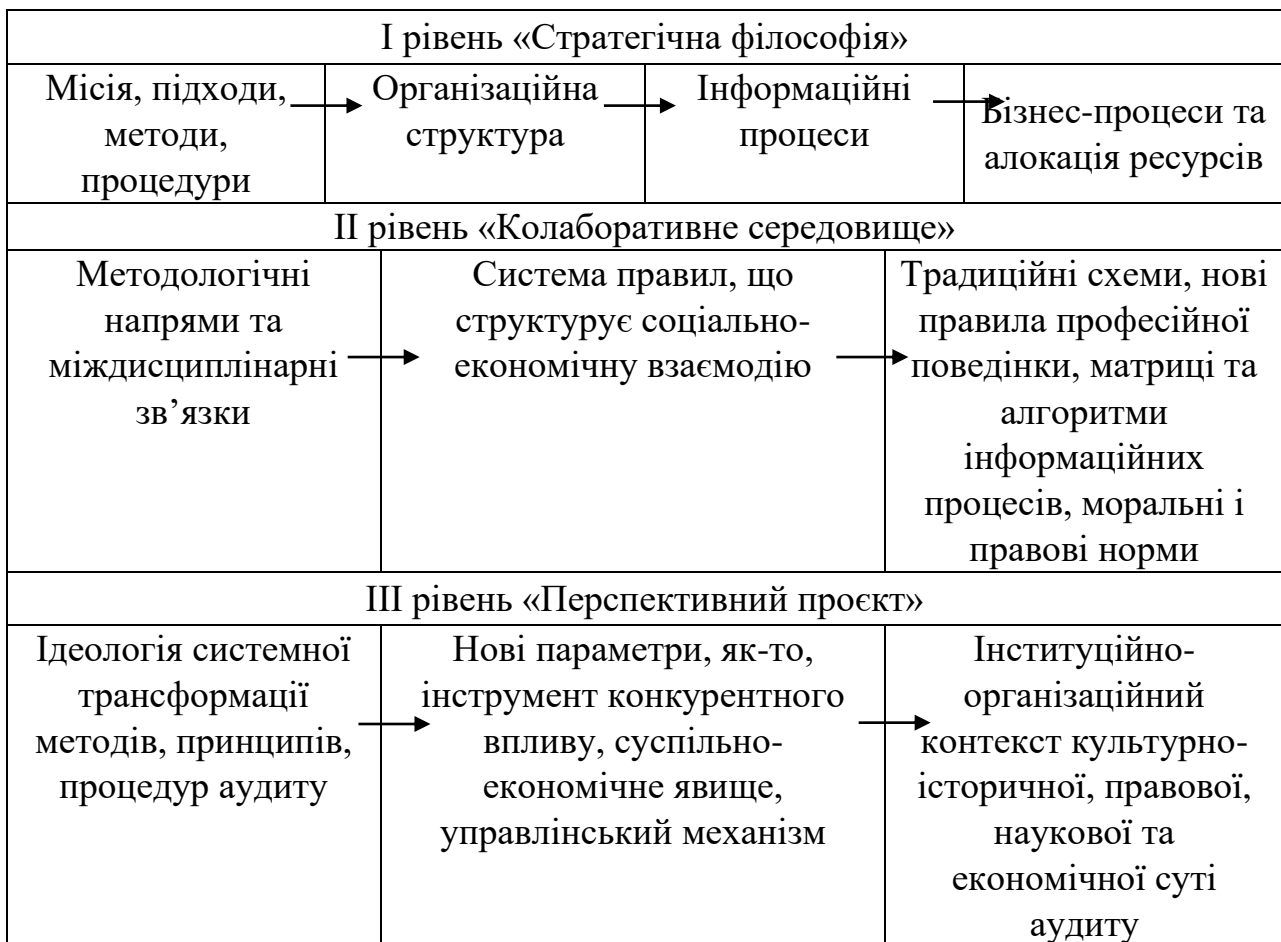 І рівень «Стратегічна філософія»
Місія, підходи,
методи,
процедури
Організаційна
структура
Інформаційні
процеси
Бізнес-процеси та
алокація ресурсів
ІІ рівень «Колаборативне середовище»
Методологічні
напрями та
міждисциплінарні
зв’язки
Система правил, що
структурує соціально-
економічну взаємодію
Традиційні схеми, нові
правила професійної
поведінки, матриці та
алгоритми
інформаційних
процесів, моральні і
правові норми
ІІІ рівень «Перспективний проєкт»
Ідеологія системної
трансформації
методів, принципів,
процедур аудиту
Нові параметри, як-то,
інструмент конкурентного
впливу, суспільно-
економічне явище,
управлінський механізм
Інституційно-
організаційний
контекст культурно-
історичної, правової,
наукової та
економічної суті
аудиту